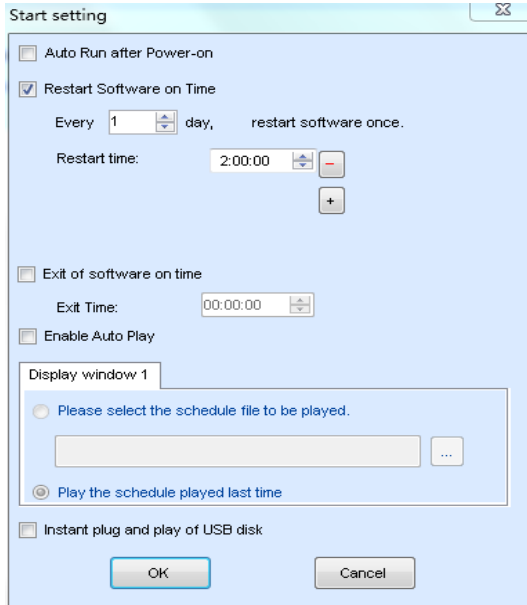 Start setting
Auto Run after Power-on
Restart Software on Time
Every 1 day, restart software once.
Restart time: 2:00:00 −
+
Exit of software on time
Exit Time: 00:00:00
Enable Auto Play
Display window 1
Please select the schedule file to be played.
...
Play the schedule played last time
Instant plug and play of USB disk
OK Cancel